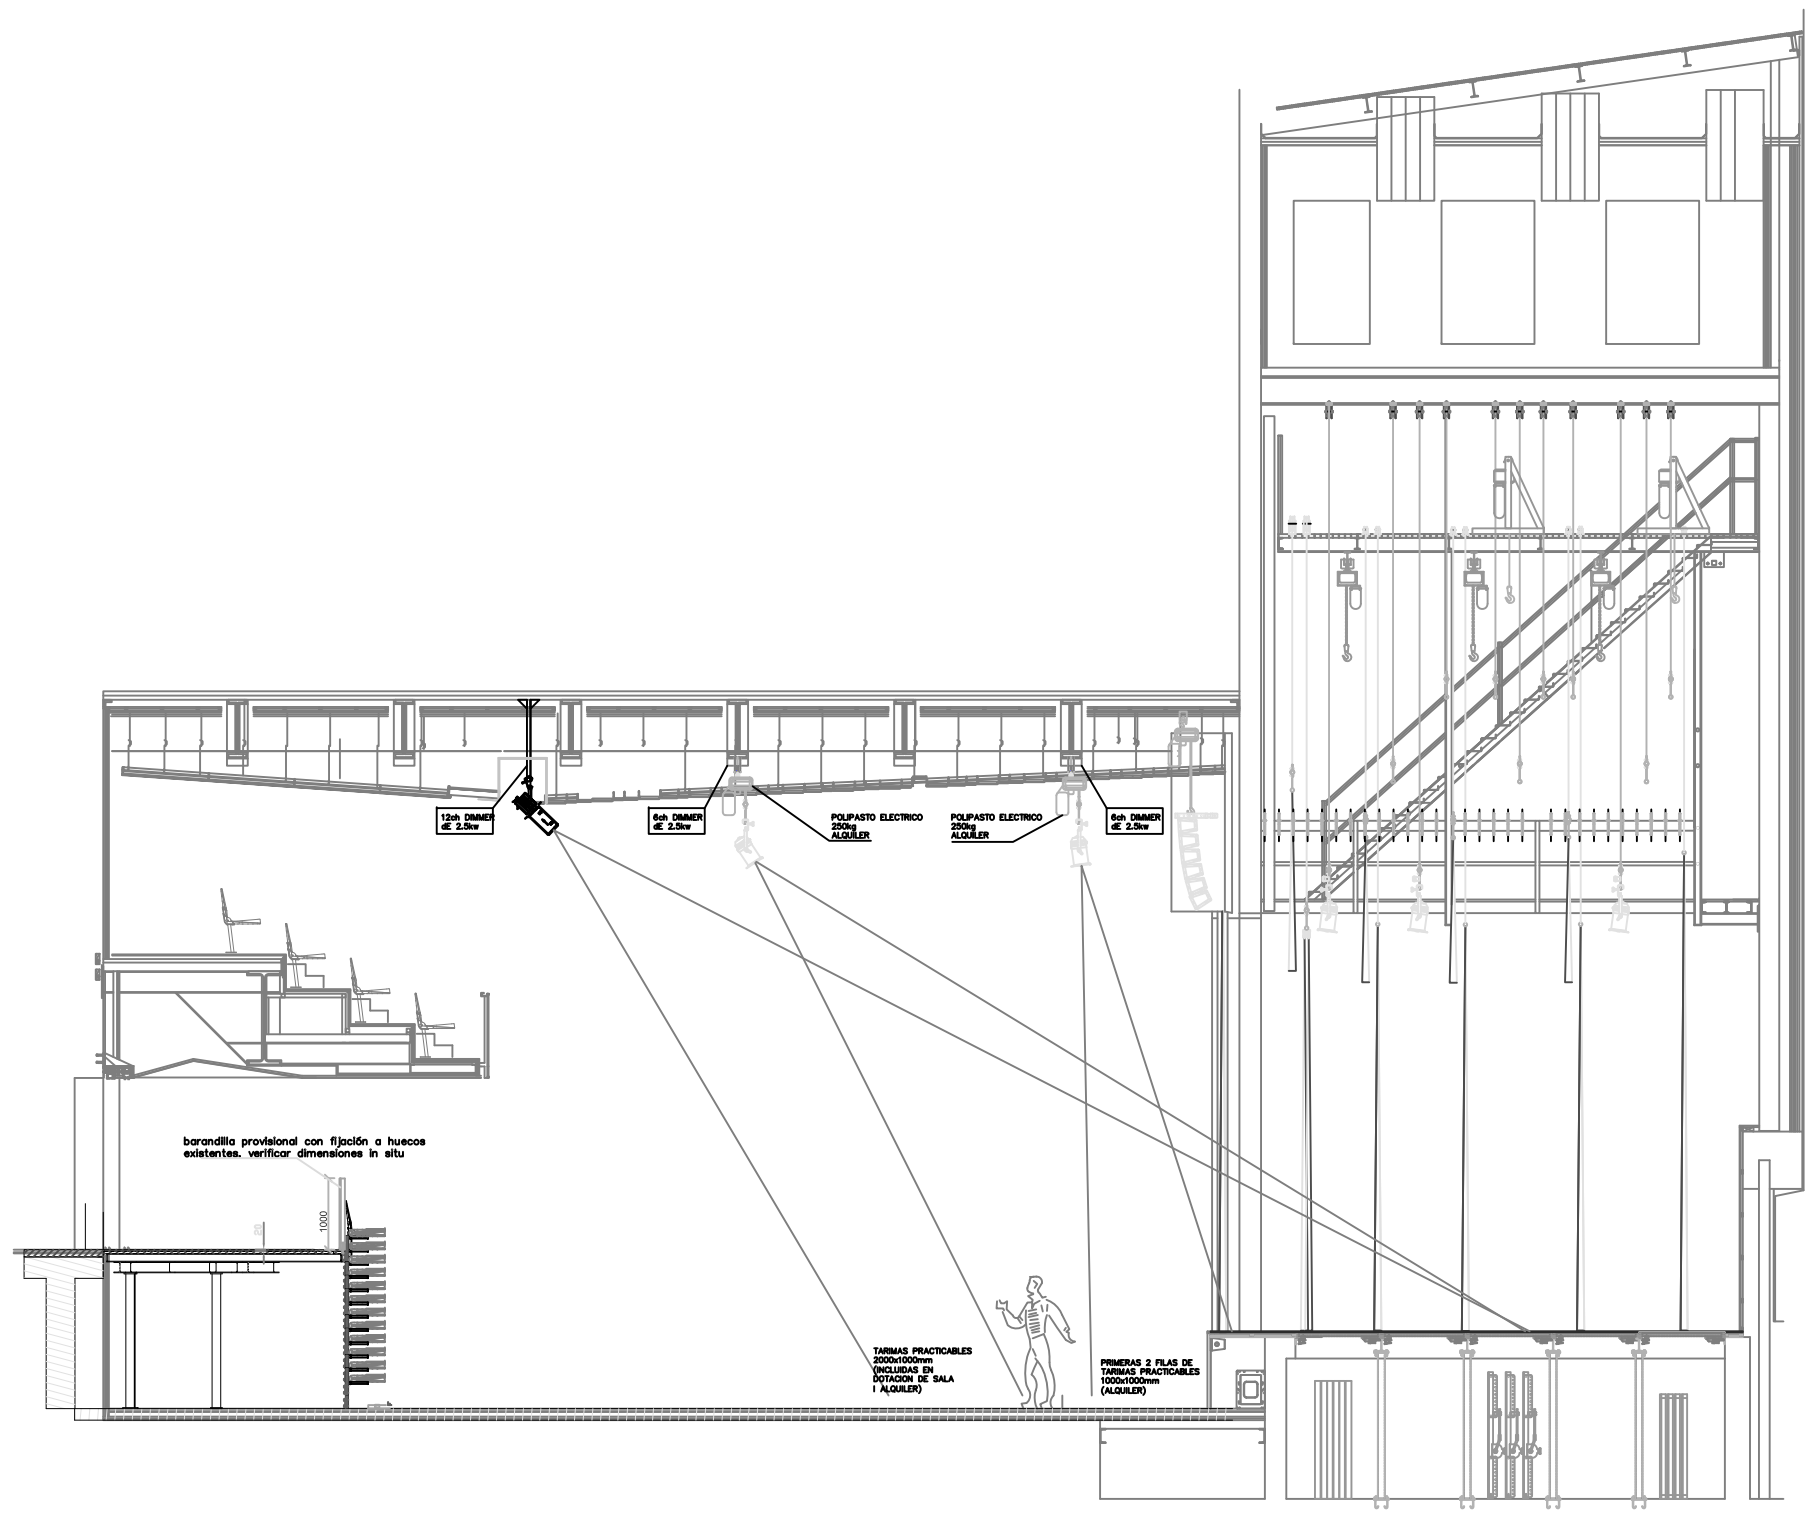 12ch DIMMER
dE 2.5kw
6ch DIMMER
dE 2.5kw
POLIPASTO ELECTRICO
250kg
ALQUILER
POLIPASTO ELECTRICO
250kg
ALQUILER
6ch DIMMER
dE 2.5kw
barandilla provisional con fijación a huecos
existentes. verificar dimensiones in situ
1000
20
TARIMAS PRACTICABLES
2000x1000mm
(INCLUIDAS EN
DOTACION DE SALA
I ALQUILER)
PRIMERAS 2 FILAS DE
TARIMAS PRACTICABLES
1000x1000mm
(ALQUILER)